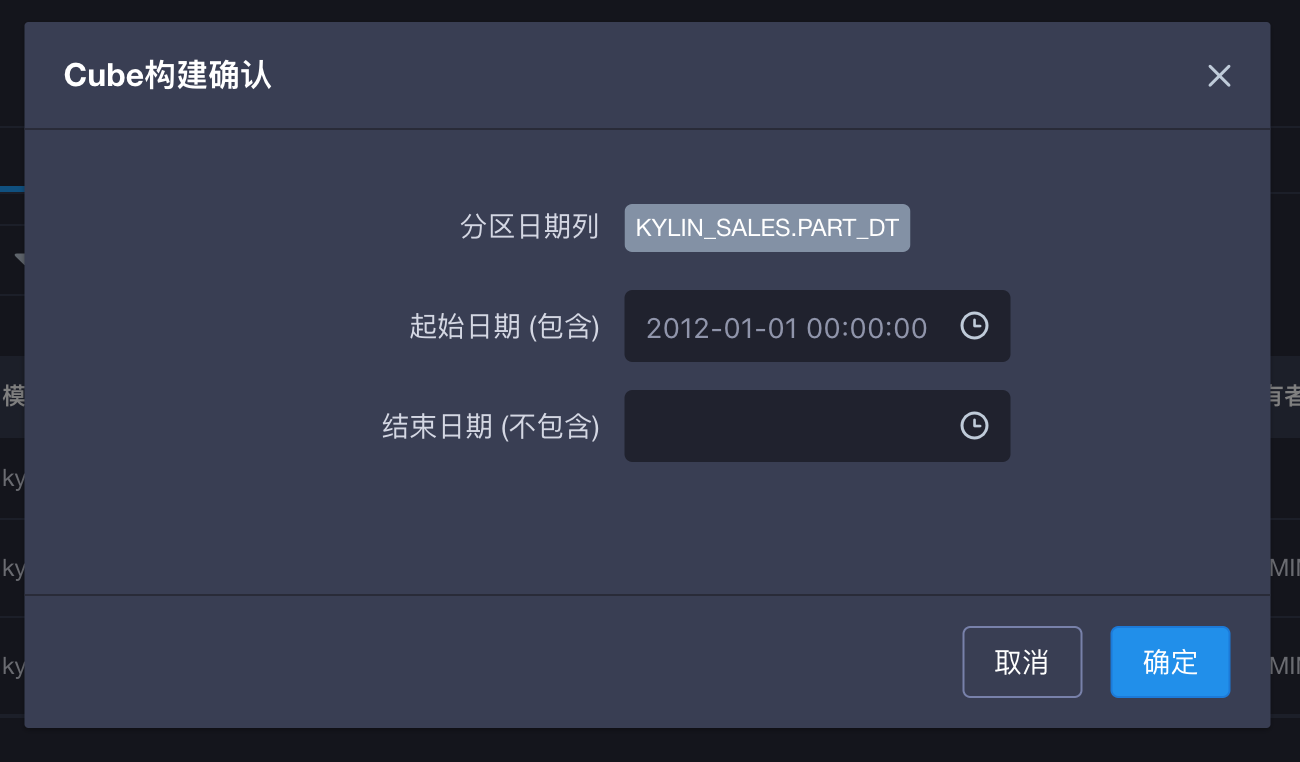 Cube构建确认
分区日期列 KYLIN_SALES.PART_DT
起始日期 (包含) 2012-01-01 00:00:00
模
有者
结束日期 (不包含)
ky
ky
MIN
ky
MIN
取消 确定